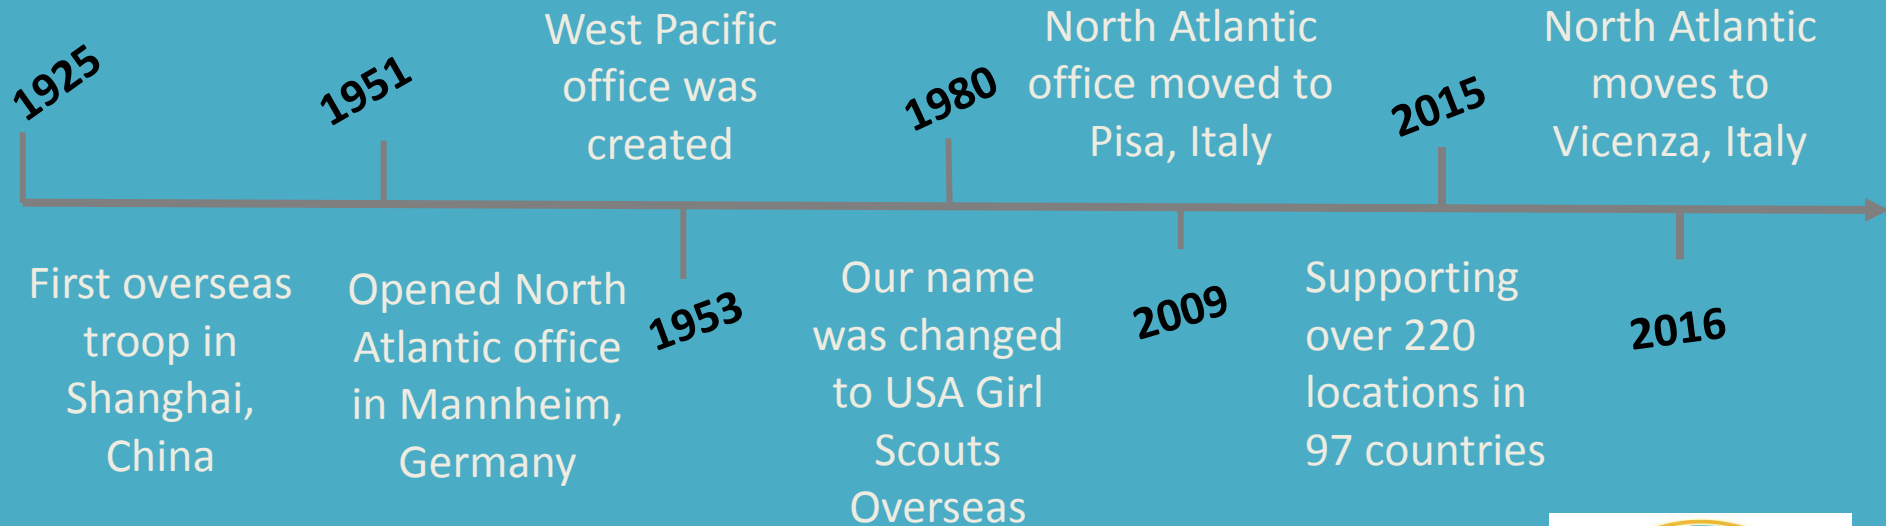 1925
First overseas
troop in
Shanghai,
China
1951
Opened North
Atlantic office
in Mannheim,
Germany
West Pacific
office was
created
1953
1980
Our name
was changed
to USA Girl
Scouts
Overseas
North Atlantic
office moved to
Pisa, Italy
2009
2015
Supporting
over 220
locations in
97 countries
North Atlantic
moves to
Vicenza, Italy
2016